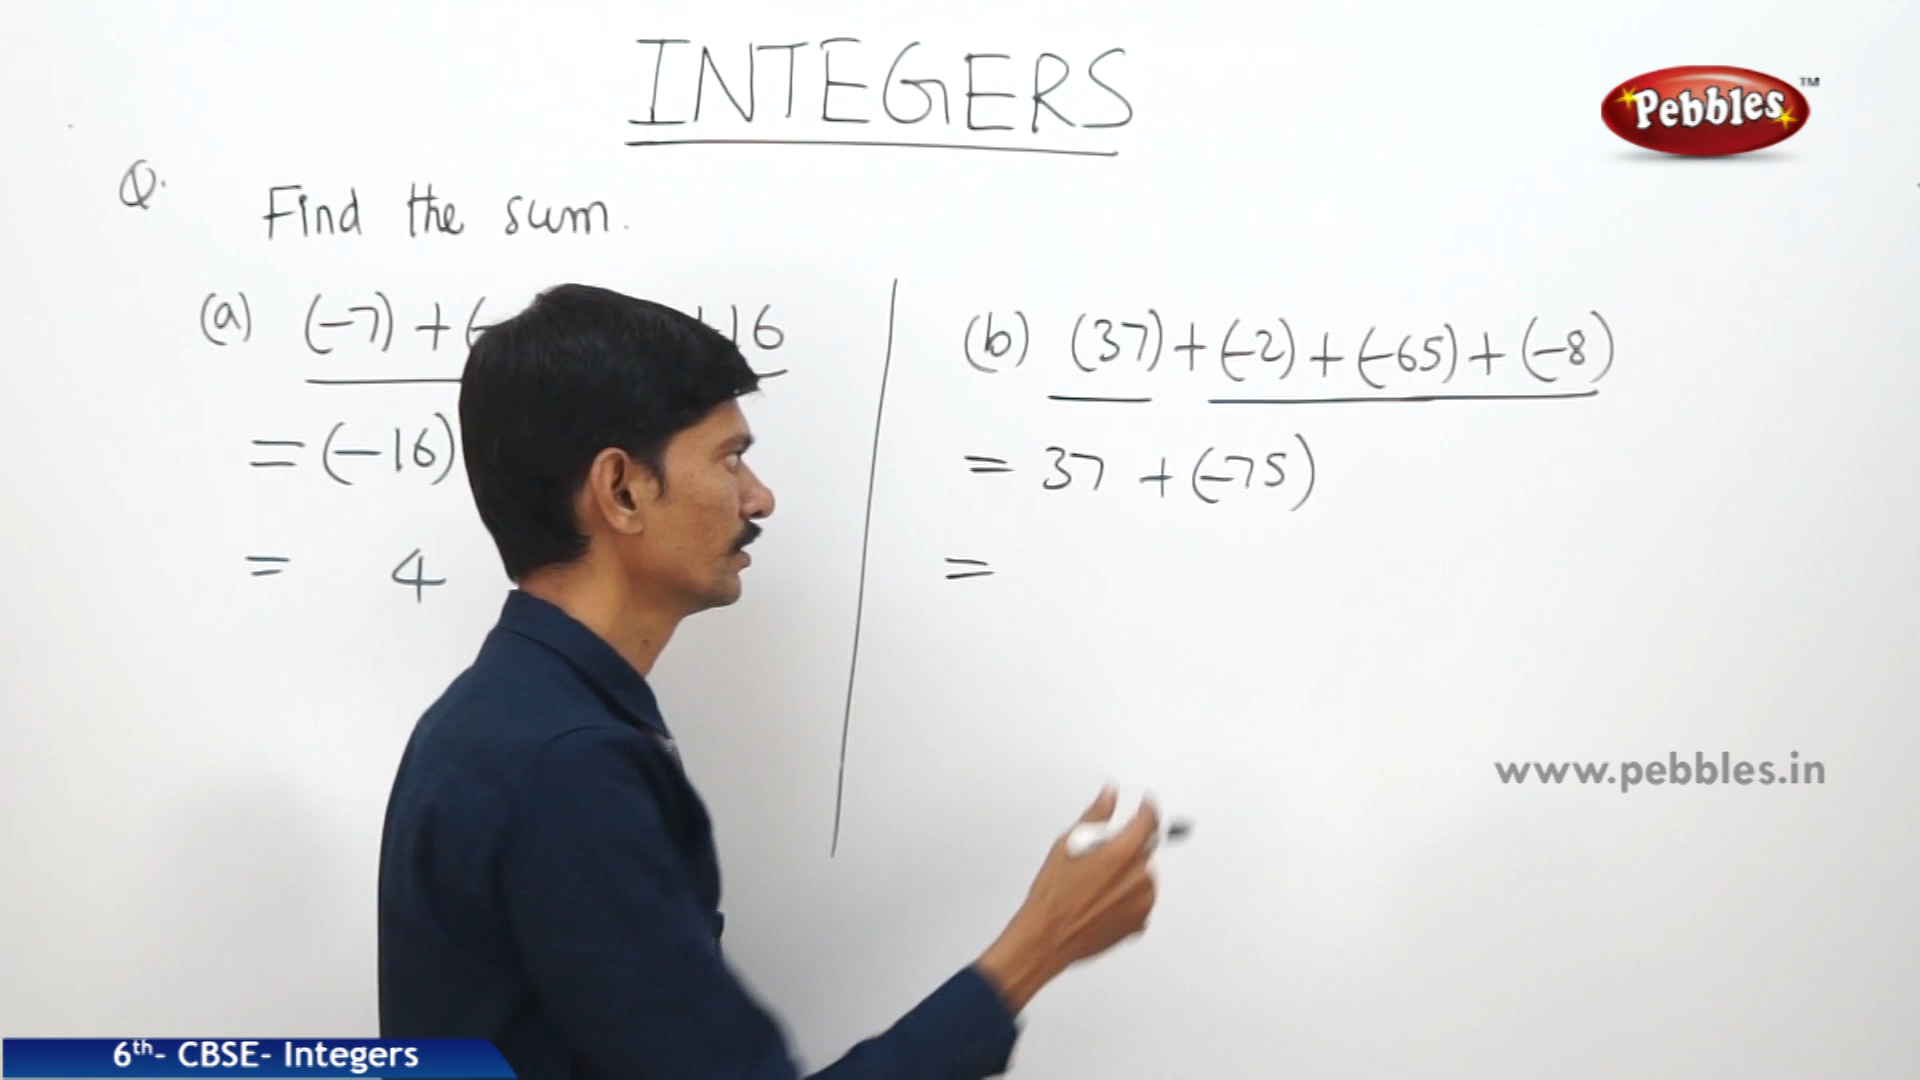 INTEGERS
Pebbles™
Q.
Find the sum.
(a) (-7) + (- +16
= (-16)
= 4
(b) (37) + (-2) + (-65) + (-8)
= 37 + (-75)
=
www.pebbles.in
6th- CBSE- Integers